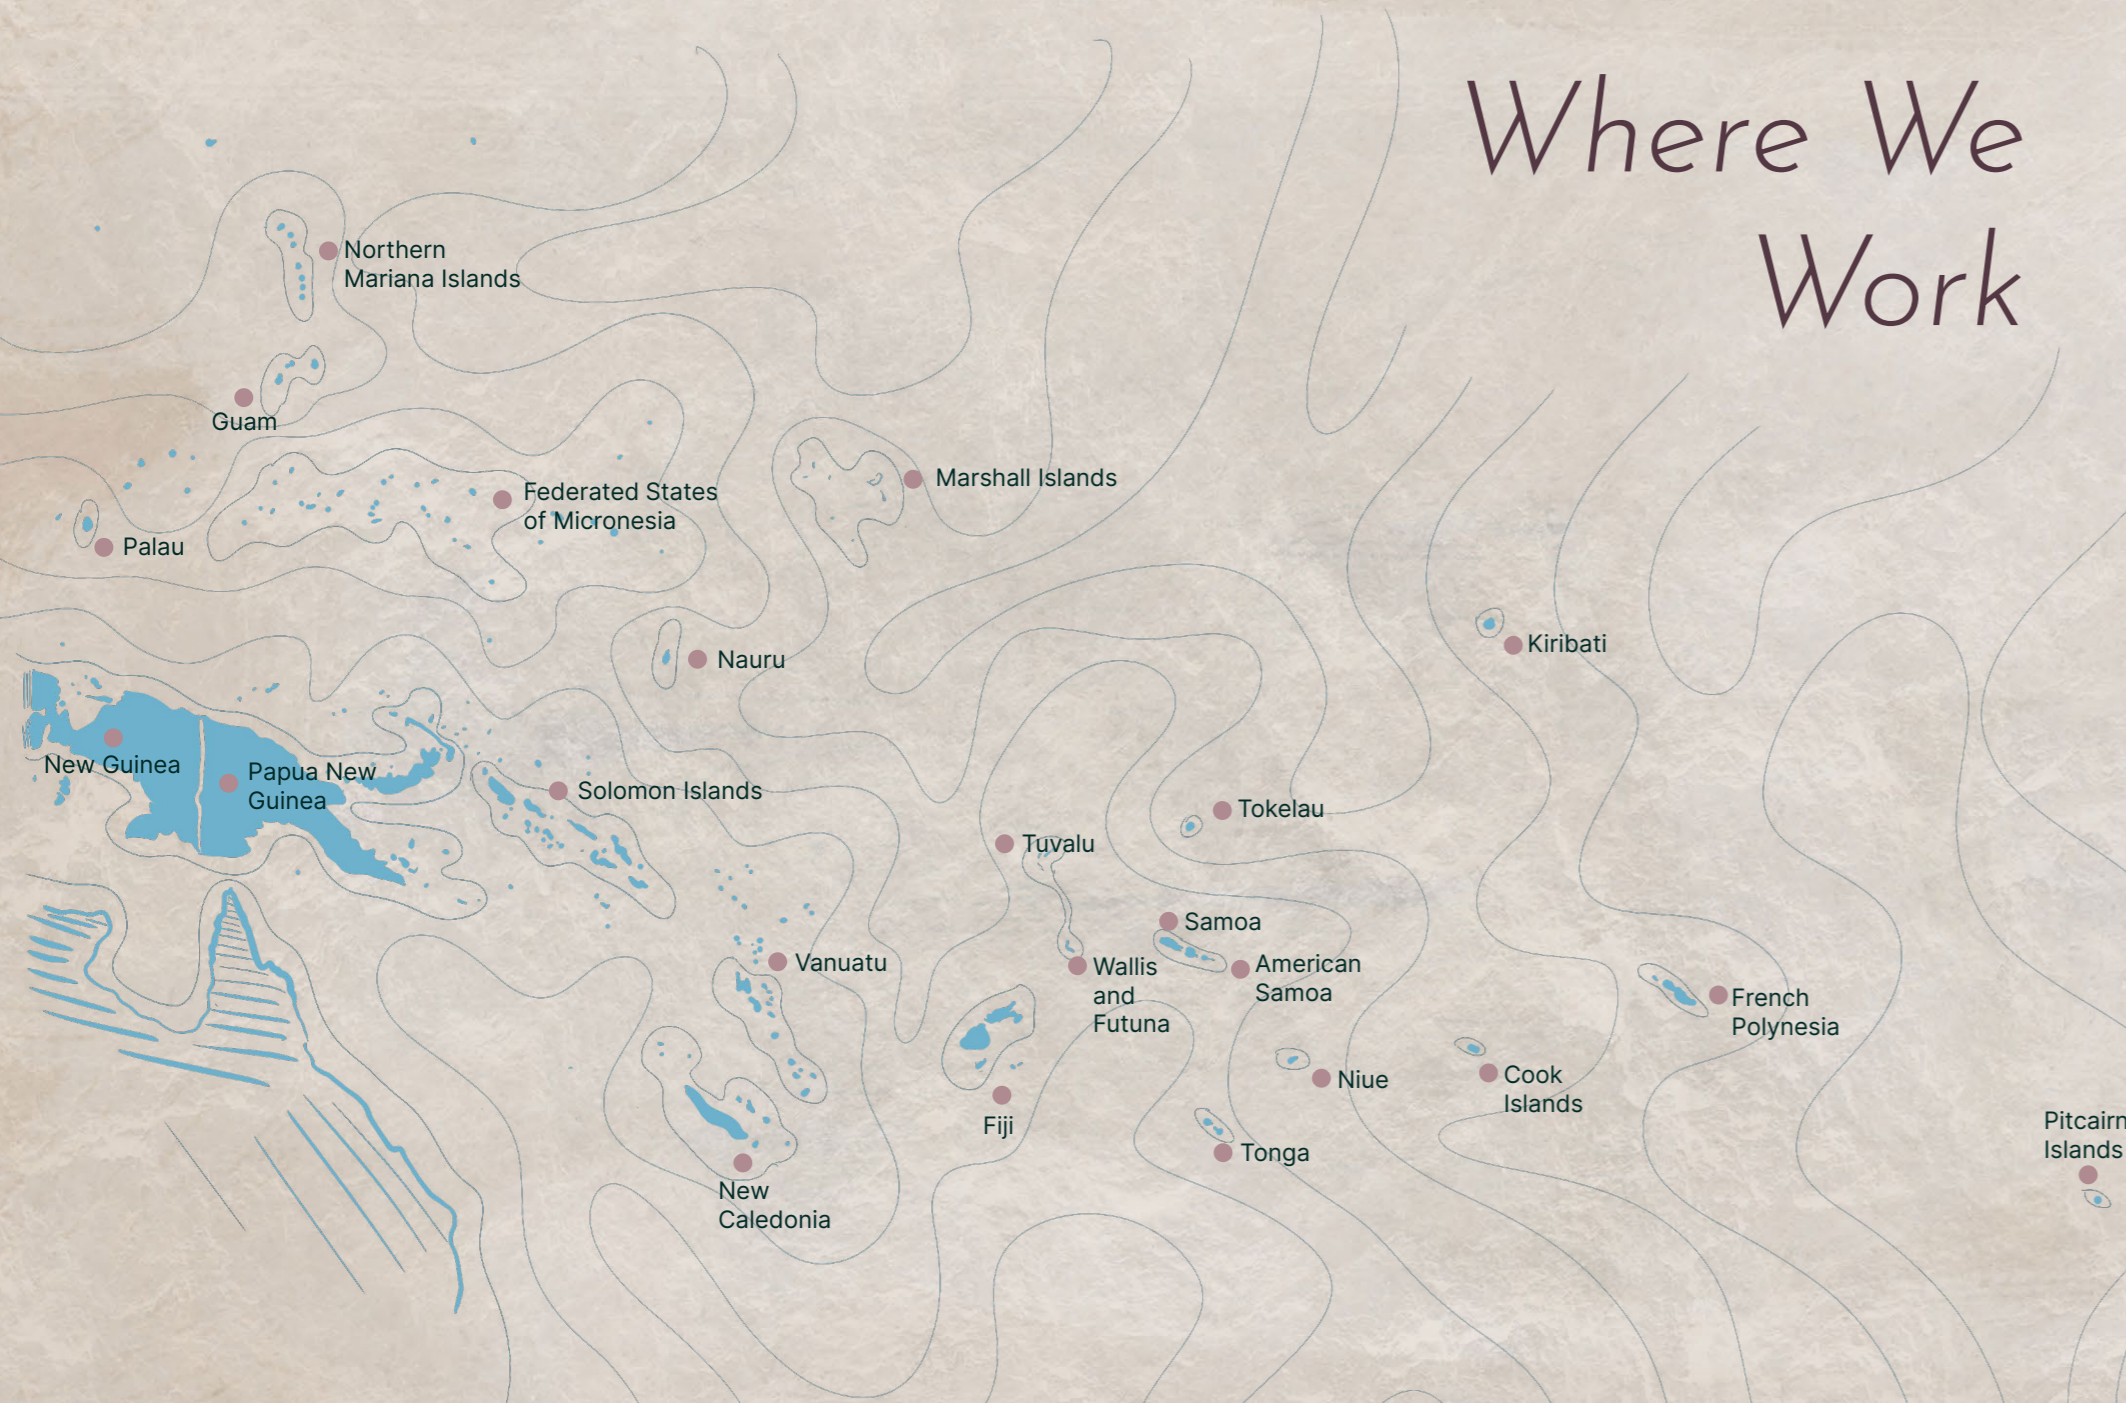 Where We
Work
Northern
Mariana Islands
Guam
Federated States
of Micronesia
Marshall Islands
Palau
Kiribati
Nauru
New Guinea
Papua New
Guinea
Solomon Islands
Tokelau
Tuvalu
Samoa
Vanuatu
Wallis
and
Futuna
American
Samoa
French
Polynesia
Niue
Cook
Islands
Fiji
Tonga
Pitcairn
Islands
New
Caledonia